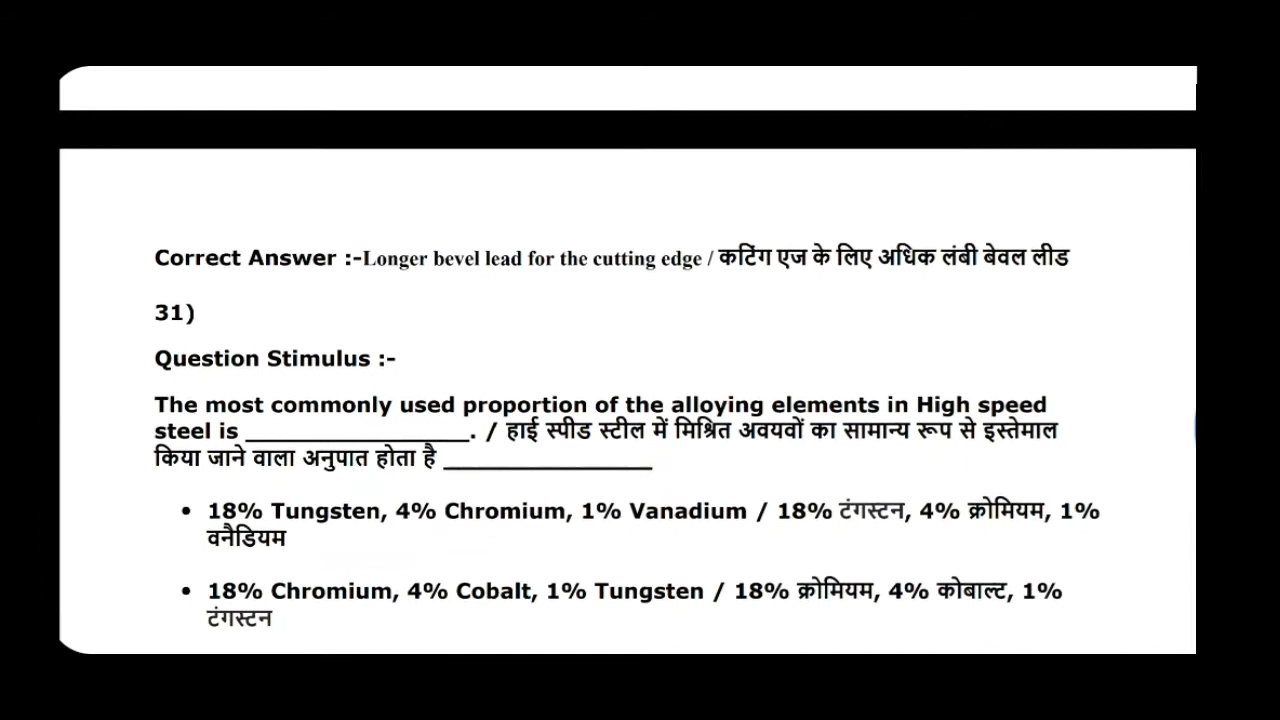 Correct Answer :-Longer bevel lead for the cutting edge / कटिंग एज के लिए अधिक लंबी बेवल लीड
31)
Question Stimulus :-
The most commonly used proportion of the alloying elements in High speed
steel is ____________________. / हाई स्पीड स्टील में मिश्रित अवयवों का सामान्य रूप से इस्तेमाल
किया जाने वाला अनुपात होता है __________________
• 18% Tungsten, 4% Chromium, 1% Vanadium / 18% टंगस्टन, 4% क्रोमियम, 1%
वनैडियम
• 18% Chromium, 4% Cobalt, 1% Tungsten / 18% क्रोमियम, 4% कोबाल्ट, 1%
टंगस्टन